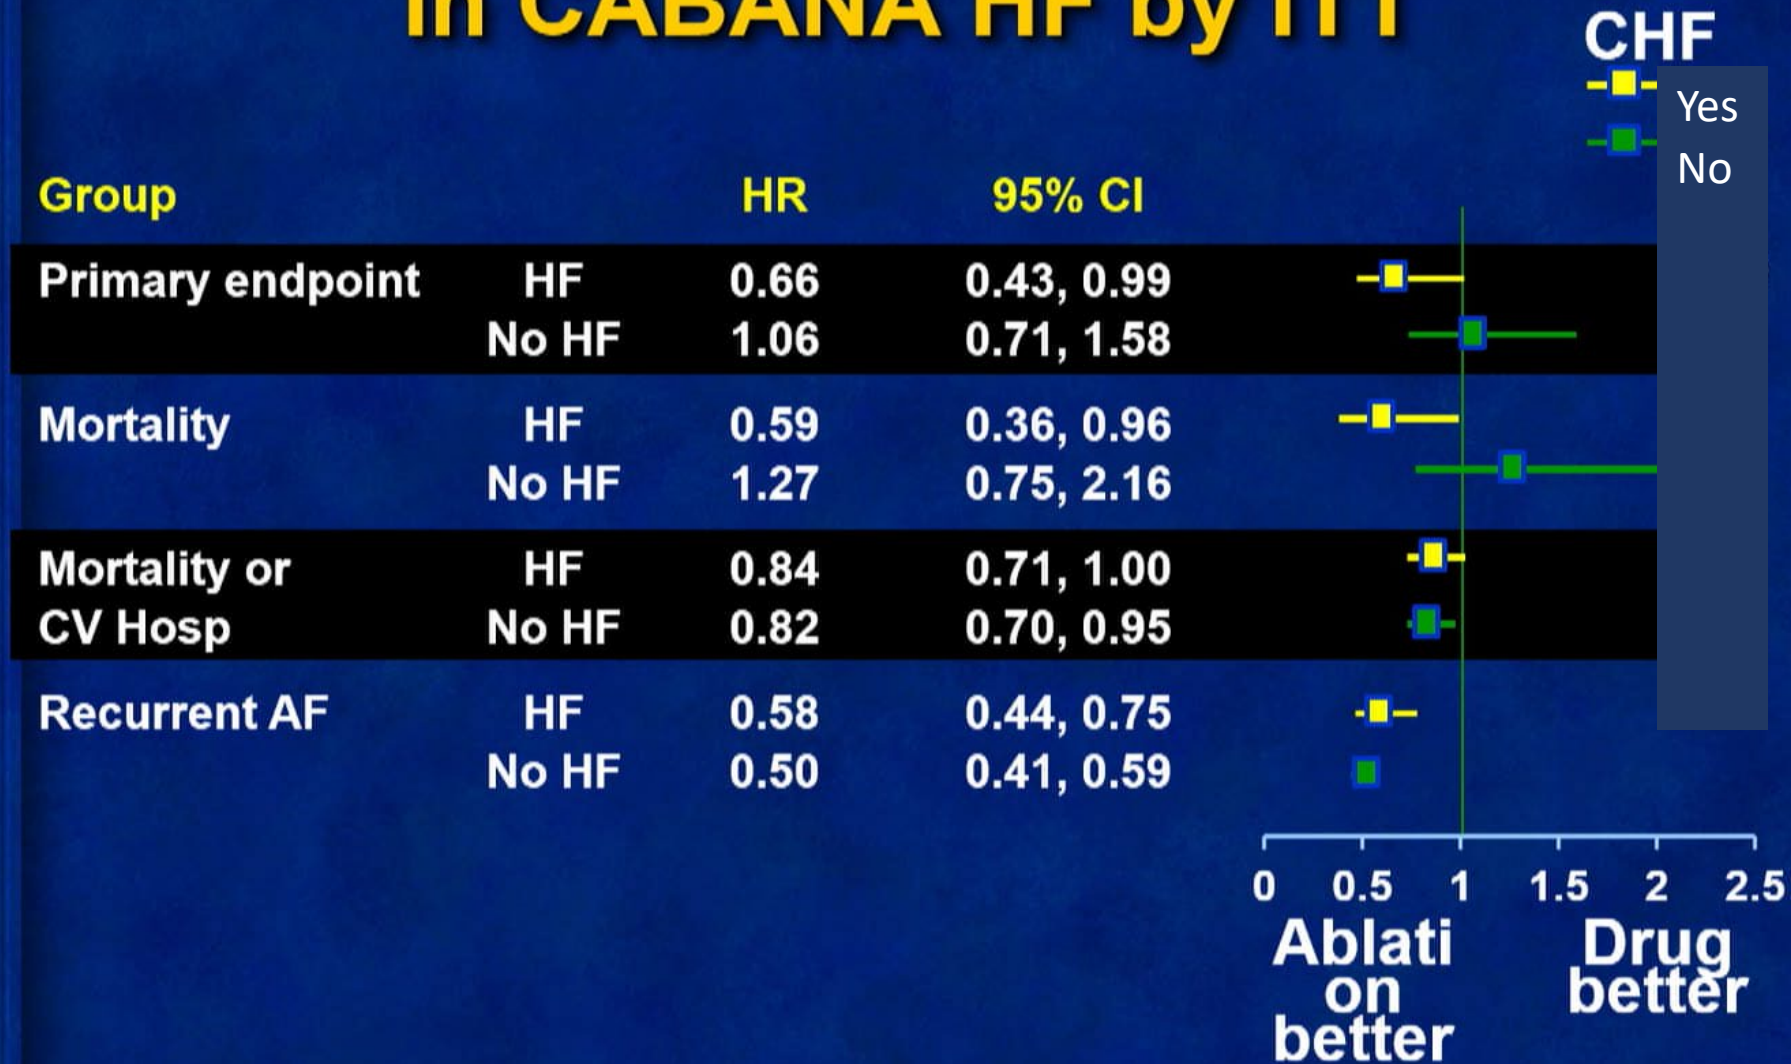 in CABANA HF by ITT
CHF
Yes
No
Group HR 95% CI
Primary endpoint HF 0.66 0.43, 0.99
No HF 1.06 0.71, 1.58
Mortality HF 0.59 0.36, 0.96
No HF 1.27 0.75, 2.16
Mortality or HF 0.84 0.71, 1.00
CV Hosp No HF 0.82 0.70, 0.95
Recurrent AF HF 0.58 0.44, 0.75
No HF 0.50 0.41, 0.59
0 0.5 1 1.5 2 2.5
Ablati
on
better
Drug
better